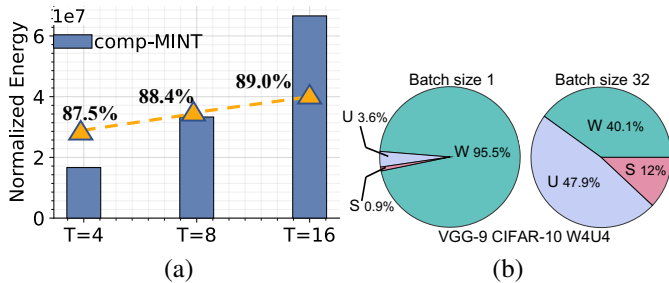 1e7
Normalized Energy
6
4
2
0
comp-MINT
87.5%
88.4%
89.0%
T=4
T=8
T=16
(a)
Batch size 1
Batch size 32
U 3.6%
W 95.5%
S 0.9%
W 40.1%
S 12%
U 47.9%
VGG-9 CIFAR-10 W4U4
(b)